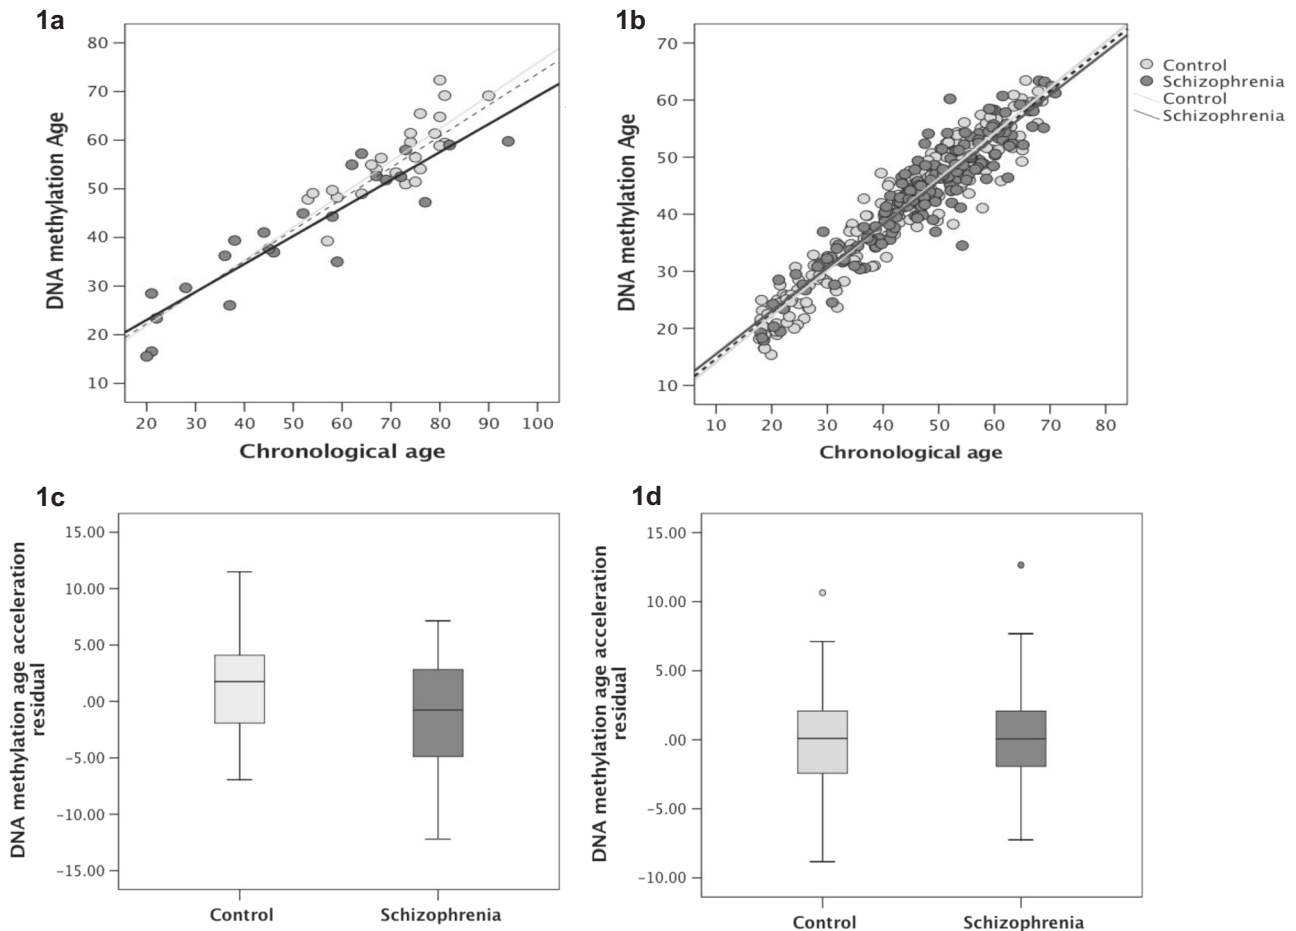 1a
80
70
60
50
40
30
20
10
DNA methylation Age
20 30 40 50 60 70 80 90 100
Chronological age
1b
70
60
50
40
30
20
10
DNA methylation Age
10 20 30 40 50 60 70 80
Chronological age
Control
Schizophrenia
Control
Schizophrenia
1c
15.00
10.00
5.00
.00
−5.00
−10.00
−15.00
DNA methylation age acceleration
residual
Control Schizophrenia
1d
15.00
10.00
5.00
.00
−5.00
−10.00
DNA methylation age acceleration
residual
Control Schizophrenia